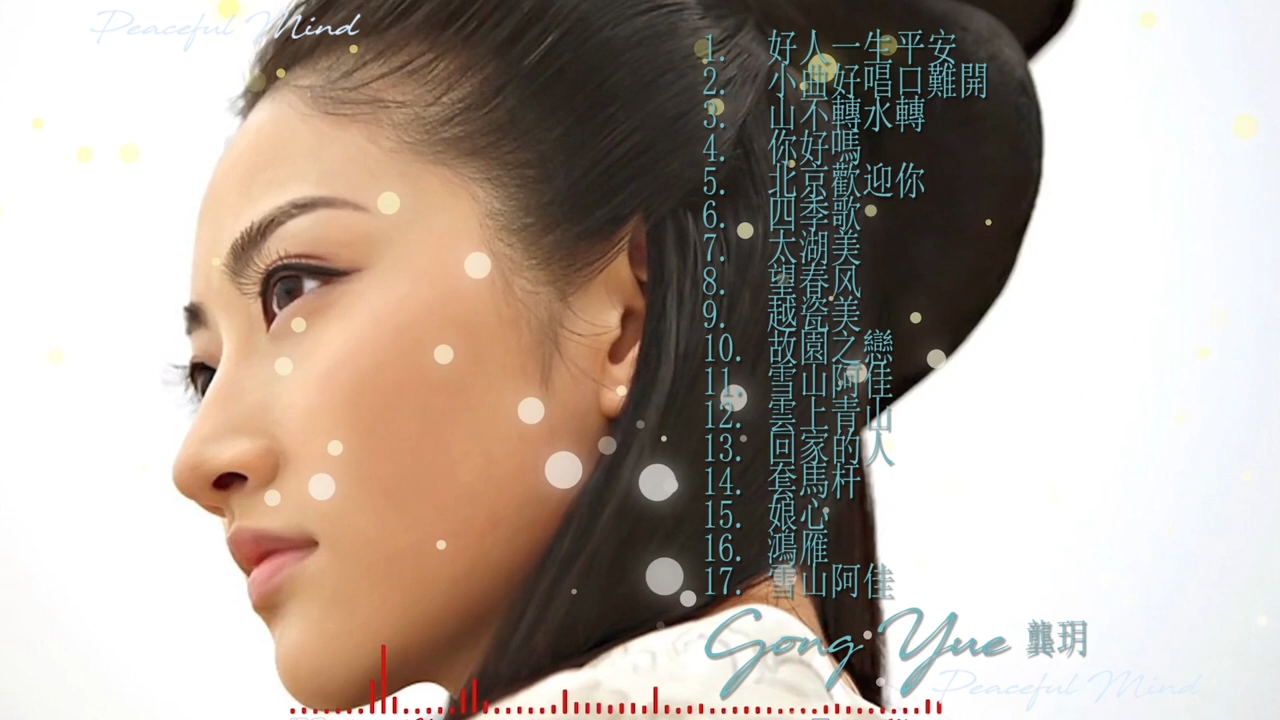 Peaceful Mind
1. 好人一生平安
2. 小曲好唱口難開
3. 山不轉水轉
4. 你好嗎
5. 北京歡迎你
6. 四季歌
7. 太湖美
8. 望春风
9. 越瓷美
10. 故園之戀
11. 雪山阿佳
12. 雲上青山
13. 回家的人
14. 套馬杆
15. 娘心
16. 鴻雁
17. 雪山阿佳
Gong Yue 龔玥
Peaceful Mind